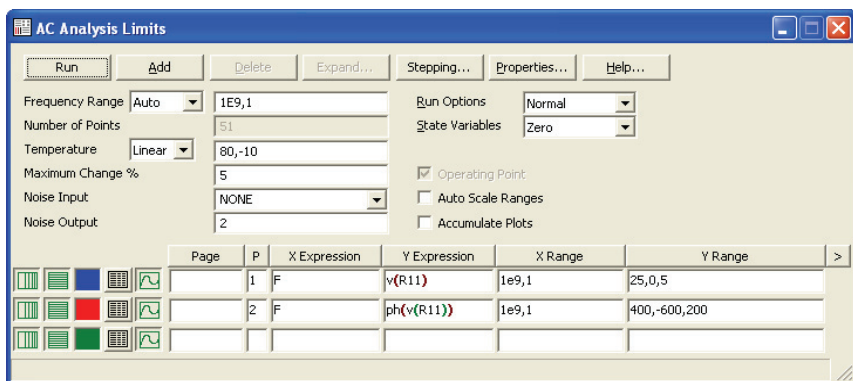 AC Analysis Limits
Run Add Delete Expand... Stepping... Properties... Help...
Frequency Range Auto 1E9,1 Run Options Normal
Number of Points 51 State Variables Zero
Temperature Linear 80,-10
Maximum Change % 5 Operating Point
Noise Input NONE Auto Scale Ranges
Noise Output 2 Accumulate Plots
Page P X Expression Y Expression X Range Y Range >
1 F v(R11) 1e9,1 25,0,5
2 F ph(v(R11)) 1e9,1 400,-600,200